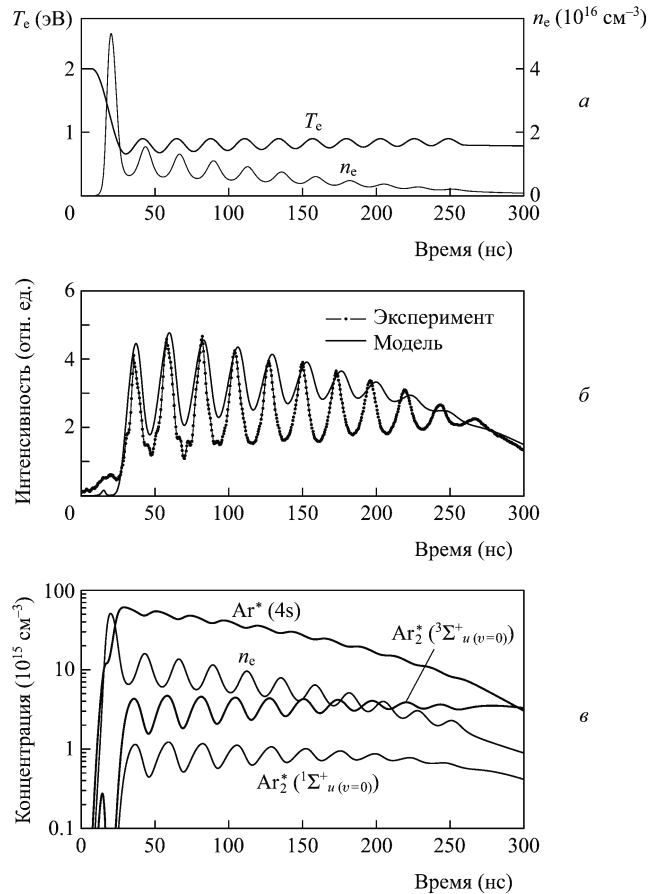 Tₑ (эВ)
nₑ (10¹⁶ см⁻³)
2
4
а
Tₑ
1
2
nₑ
0
0
50
100
150
200
250
300
Время (нс)
6
Эксперимент
Модель
4
б
2
Интенсивность (отн. ед.)
0
50
100
150
200
250
300
Время (нс)
100
Ar* (4s)
Ar₂* (³Σ⁺ᵤ (v=0))
nₑ
10
в
1
Ar₂* (¹Σ⁺ᵤ (v=0))
0.1
Концентрация (10¹⁵ см⁻³)
0
50
100
150
200
250
300
Время (нс)